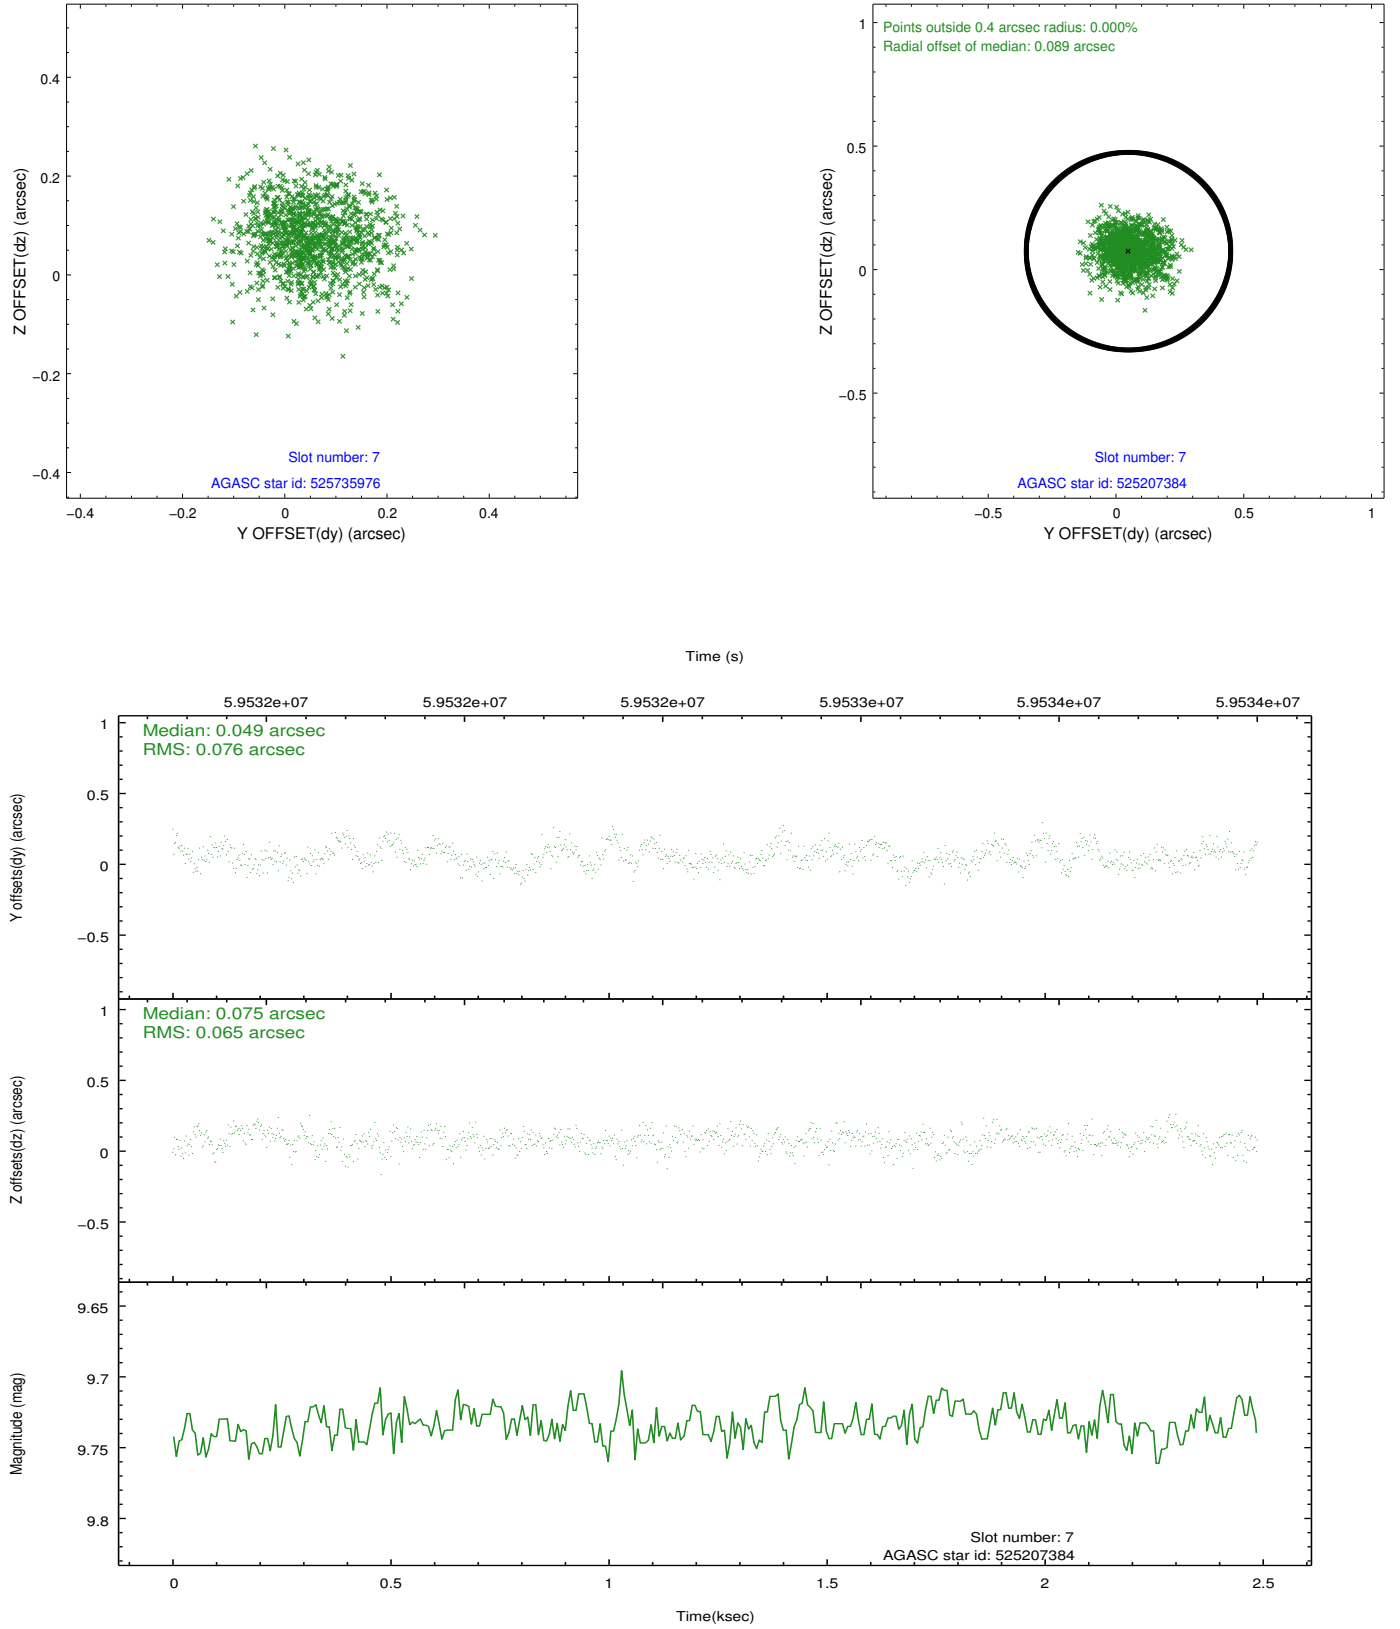 0.4
0.2
0
−0.2
−0.4
Z OFFSET(dz) (arcsec)
Slot number: 7
AGASC star id: 525735976
−0.4 −0.2 0 0.2 0.4
Y OFFSET(dy) (arcsec)
Points outside 0.4 arcsec radius: 0.000%
Radial offset of median: 0.089 arcsec
1
0.5
0
−0.5
Z OFFSET(dz) (arcsec)
Slot number: 7
AGASC star id: 525207384
−0.5 0 0.5 1
Y OFFSET(dy) (arcsec)
Time (s)
5.9532e+07 5.9532e+07 5.9532e+07 5.9533e+07 5.9534e+07 5.9534e+07
Median: 0.049 arcsec
RMS: 0.076 arcsec
1
0.5
0
−0.5
Y offsets(dy) (arcsec)
Median: 0.075 arcsec
RMS: 0.065 arcsec
1
0.5
0
−0.5
Z offsets(dz) (arcsec)
9.65
9.7
9.75
9.8
Magnitude (mag)
Slot number: 7
AGASC star id: 525207384
0 0.5 1 1.5 2 2.5
Time(ksec)